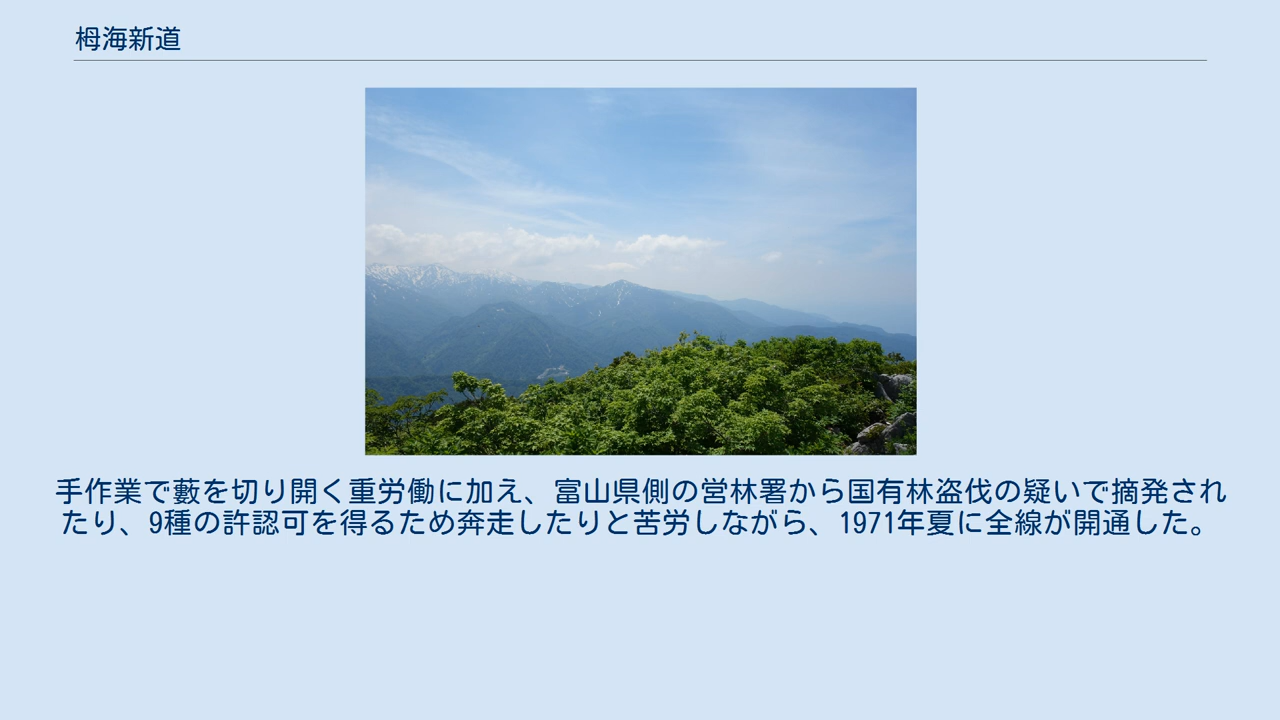 栂海新道
手作業で藪を切り開く重労働に加え、富山県側の営林署から国有林盗伐の疑いで摘発され
たり、9種の許認可を得るため奔走したりと苦労しながら、1971年夏に全線が開通した。